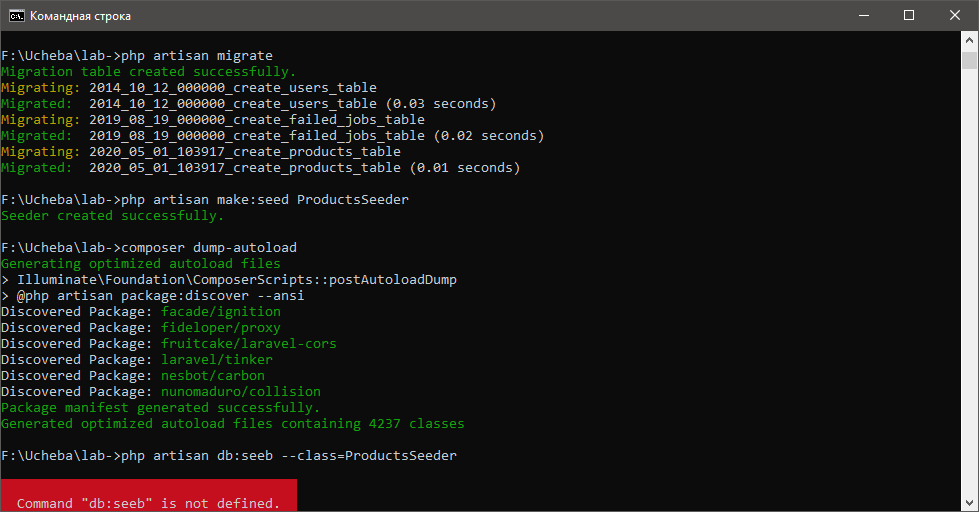 Командная строка
F:\Ucheba\lab->php artisan migrate
Migration table created successfully.
Migrating: 2014_10_12_000000_create_users_table
Migrated:  2014_10_12_000000_create_users_table (0.03 seconds)
Migrating: 2019_08_19_000000_create_failed_jobs_table
Migrated:  2019_08_19_000000_create_failed_jobs_table (0.02 seconds)
Migrating: 2020_05_01_103917_create_products_table
Migrated:  2020_05_01_103917_create_products_table (0.01 seconds)
F:\Ucheba\lab->php artisan make:seed ProductsSeeder
Seeder created successfully.
F:\Ucheba\lab->composer dump-autoload
Generating optimized autoload files
> Illuminate\Foundation\ComposerScripts::postAutoloadDump
> @php artisan package:discover --ansi
Discovered Package: facade/ignition
Discovered Package: fideloper/proxy
Discovered Package: fruitcake/laravel-cors
Discovered Package: laravel/tinker
Discovered Package: nesbot/carbon
Discovered Package: nunomaduro/collision
Package manifest generated successfully.
Generated optimized autoload files containing 4237 classes
F:\Ucheba\lab->php artisan db:seeb --class=ProductsSeeder
Command "db:seeb" is not defined.